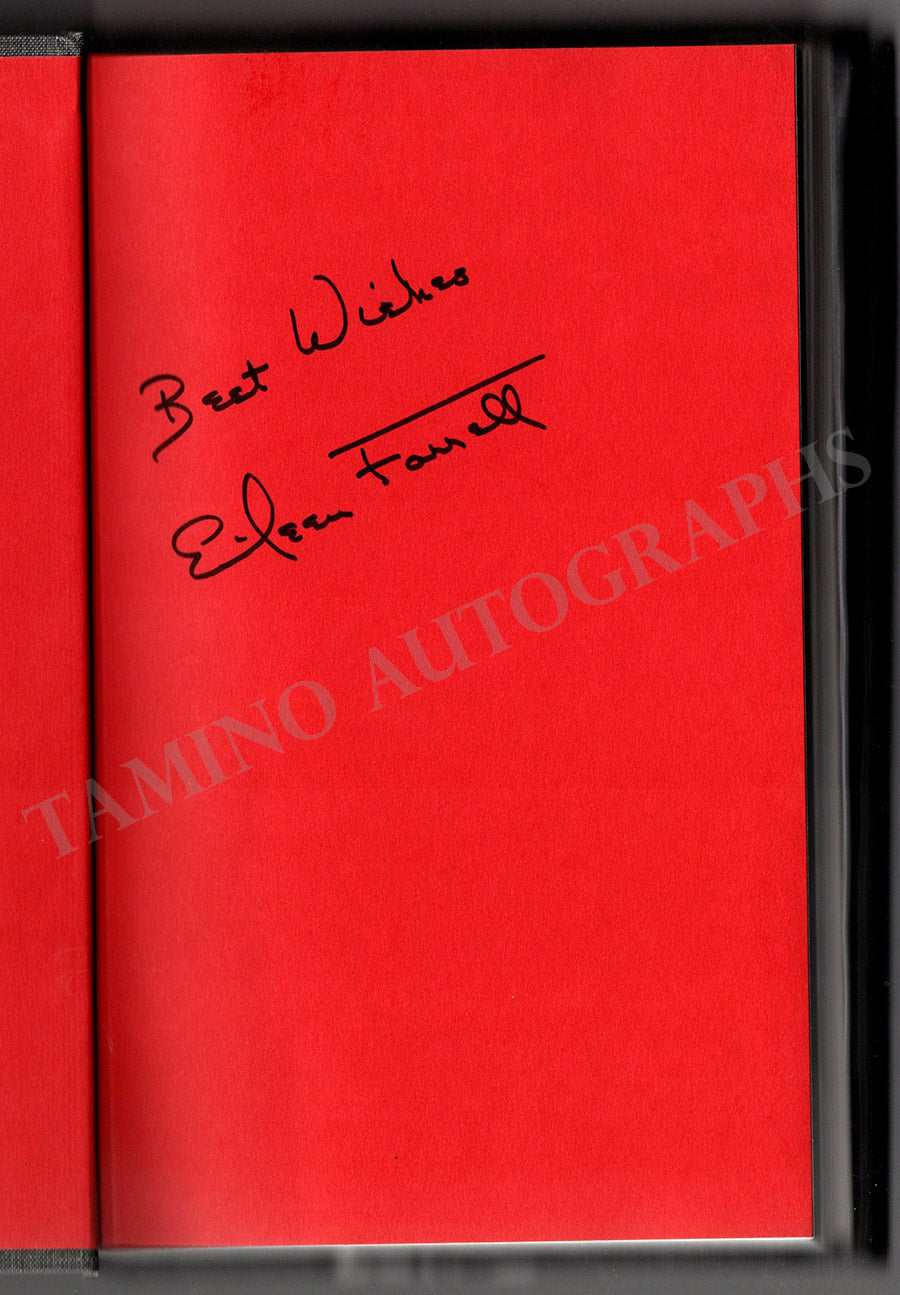 Best Wishes
Eileen Farrell
TAMINO AUTOGRAPHS